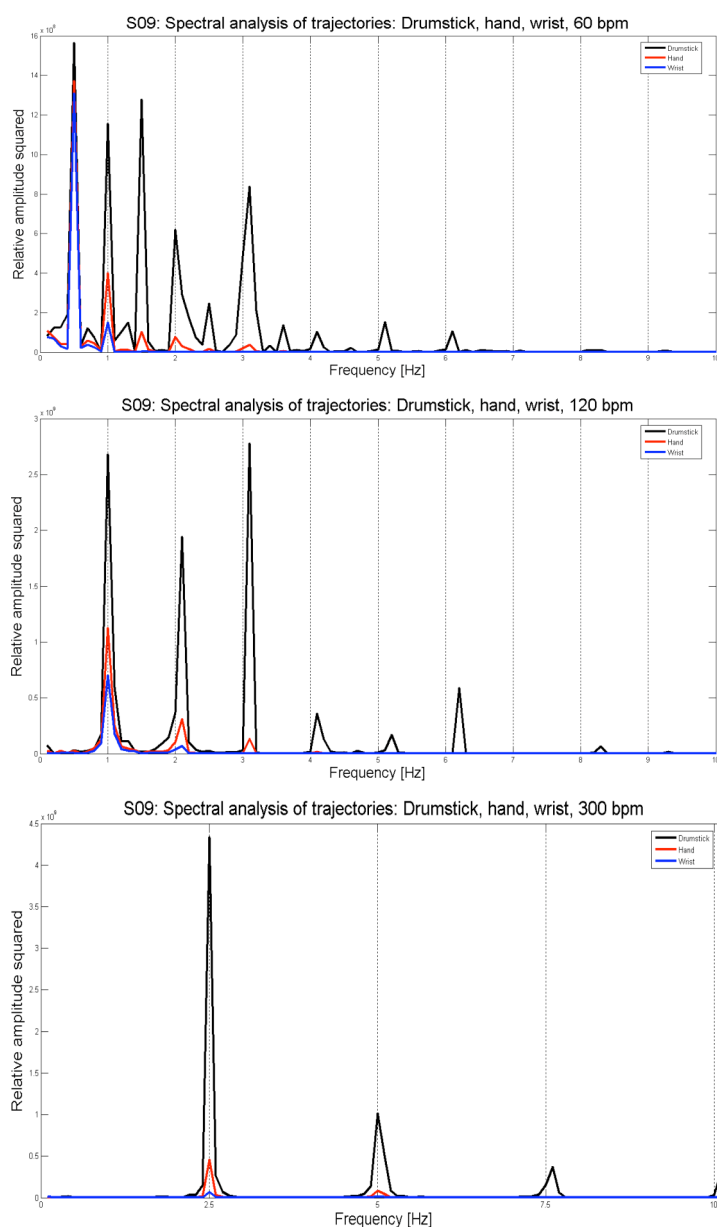 S09: Spectral analysis of trajectories: Drumstick, hand, wrist, 60 bpm
Relative amplitude squared
16
14
12
10
8
6
4
2
0
Drumstick
Hand
Wrist
0 1 2 3 4 5 6 7 8 9 10
Frequency [Hz]
S09: Spectral analysis of trajectories: Drumstick, hand, wrist, 120 bpm
Relative amplitude squared
3
2.5
2
1.5
1
0.5
0
Drumstick
Hand
Wrist
0 1 2 3 4 5 6 7 8 9 10
Frequency [Hz]
S09: Spectral analysis of trajectories: Drumstick, hand, wrist, 300 bpm
Relative amplitude squared
4.5
4
3.5
3
2.5
2
1.5
1
0.5
0
Drumstick
Hand
Wrist
0 2.5 5 7.5 10
Frequency [Hz]